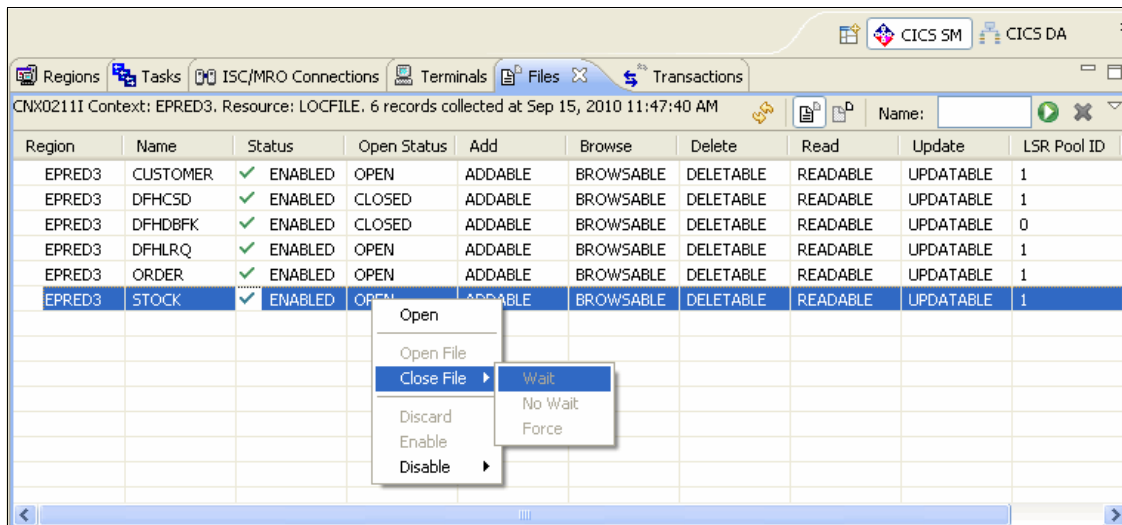 CICS SM CICS DA
Regions Tasks ISC/MRO Connections Terminals Files Transactions
CNX0211I Context: EPRED3. Resource: LOCFILE. 6 records collected at Sep 15, 2010 11:47:40 AM Name:
Region Name Status Open Status Add Browse Delete Read Update LSR Pool ID
EPRED3 CUSTOMER ENABLED OPEN ADDABLE BROWSABLE DELETABLE READABLE UPDATABLE 1
EPRED3 DFHCSD ENABLED CLOSED ADDABLE BROWSABLE DELETABLE READABLE UPDATABLE 1
EPRED3 DFHDBFK ENABLED CLOSED ADDABLE BROWSABLE DELETABLE READABLE UPDATABLE 0
EPRED3 DFHLRQ ENABLED OPEN ADDABLE BROWSABLE DELETABLE READABLE UPDATABLE 1
EPRED3 ORDER ENABLED OPEN ADDABLE BROWSABLE DELETABLE READABLE UPDATABLE 1
EPRED3 STOCK ENABLED OPEN ADDABLE BROWSABLE DELETABLE READABLE UPDATABLE 1
Open
Open File
Close File Wait
No Wait
Discard Force
Enable
Disable